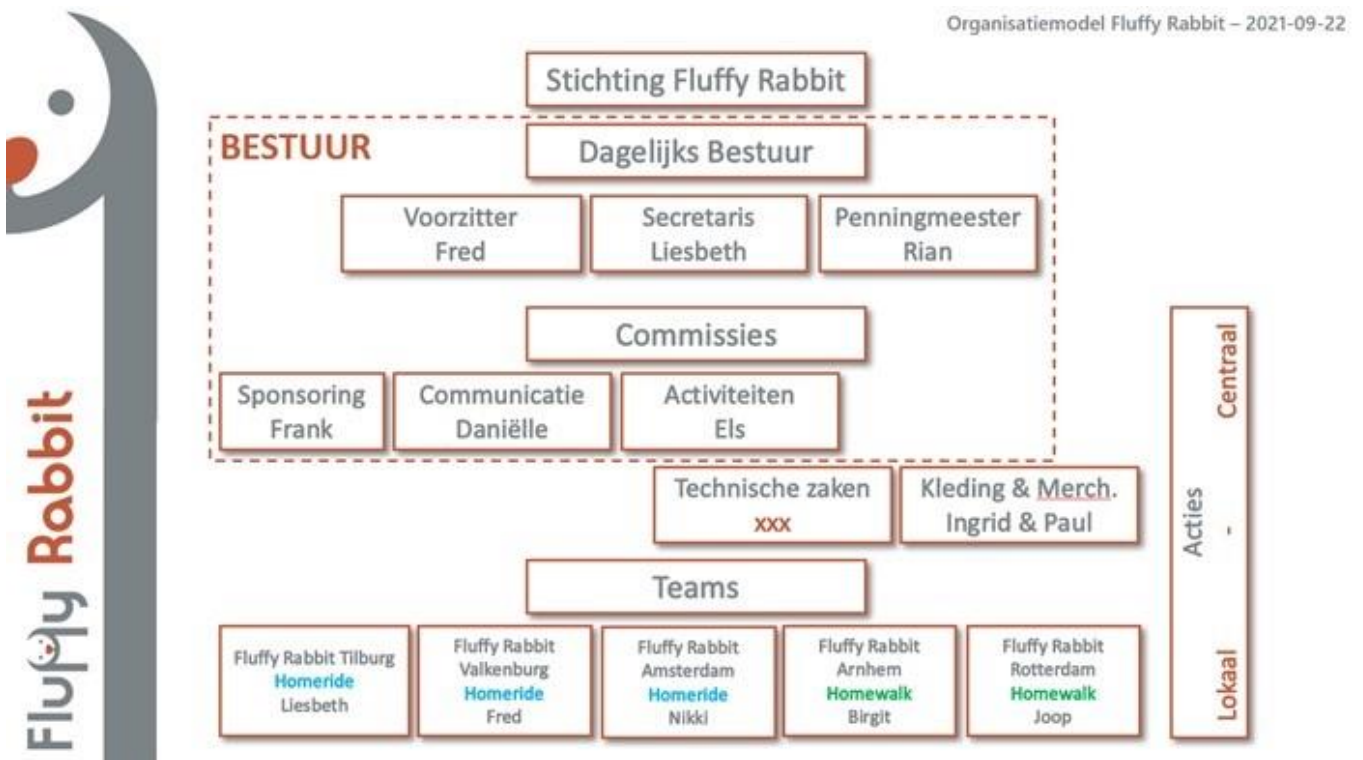 Organisatiemodel Fluffy Rabbit – 2021-09-22
Stichting Fluffy Rabbit
BESTUUR
Dagelijks Bestuur
Voorzitter
Fred
Secretaris
Liesbeth
Penningmeester
Rian
Commissies
Sponsoring
Frank
Communicatie
Daniëlle
Activiteiten
Els
Technische zaken
xxx
Kleding & Merch.
Ingrid & Paul
Teams
Fluffy Rabbit Tilburg
Homeride
Liesbeth
Fluffy Rabbit
Valkenburg
Homeride
Fred
Fluffy Rabbit
Amsterdam
Homeride
Nikki
Fluffy Rabbit
Arnhem
Homewalk
Birgit
Fluffy Rabbit
Rotterdam
Homewalk
Joop
Acties
Lokaal - Centraal
Fluffy Rabbit